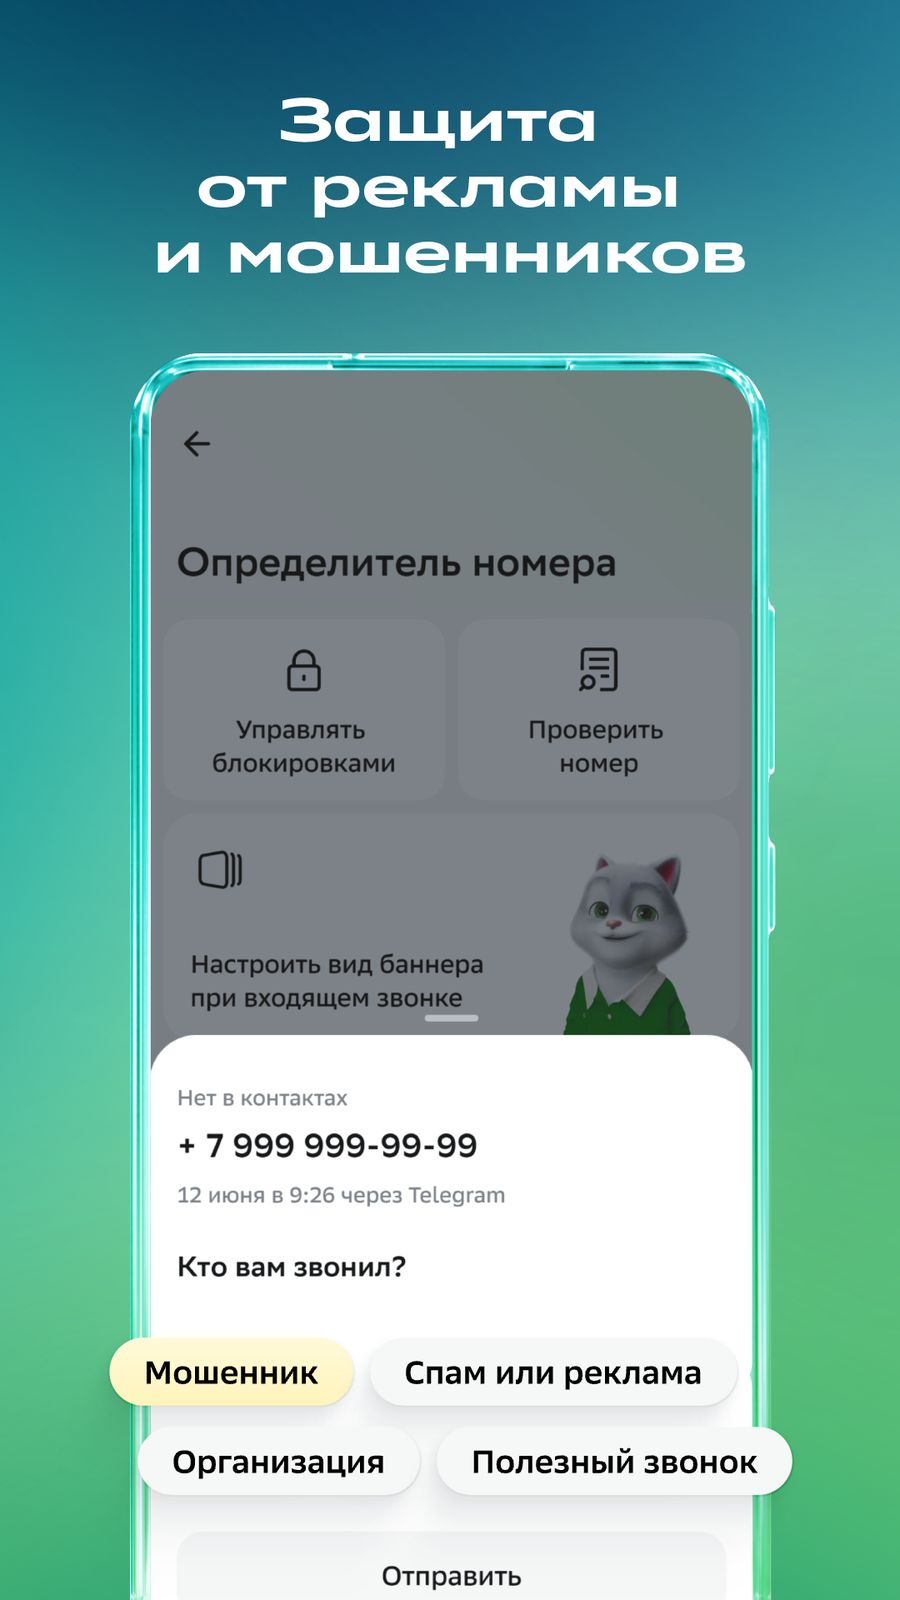 Защита
от рекламы
и мошенников
Определитель номера
Управлять
блокировками
Проверить
номер
Настроить вид баннера
при входящем звонке
Нет в контактах
+ 7 999 999-99-99
12 июня в 9:26 через Telegram
Кто вам звонил?
Мошенник
Спам или реклама
Организация
Полезный звонок
Отправить